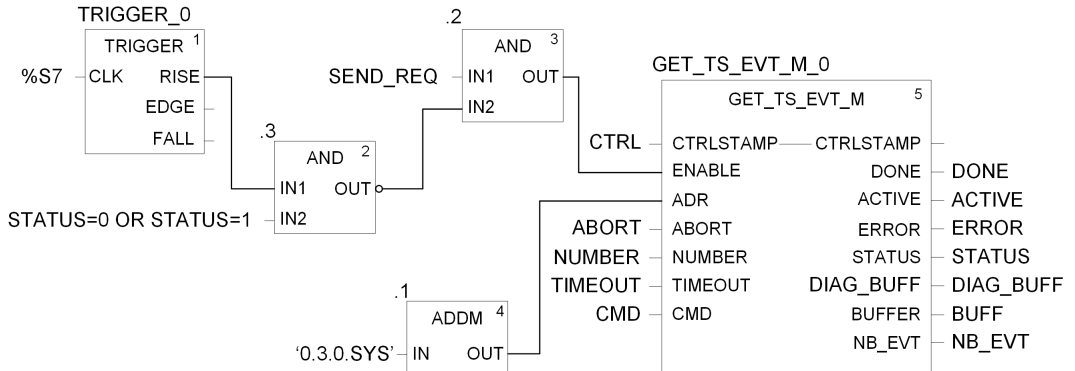 TRIGGER_0
TRIGGER 1
%S7 CLK RISE
EDGE
FALL
.3
AND 2
IN1 OUT
STATUS=0 OR STATUS=1 IN2
.2
AND 3
SEND_REQ IN1 OUT
IN2
.1
ADDM 4
‘0.3.0.SYS’ IN OUT
GET_TS_EVT_M_0
GET_TS_EVT_M 5
CTRL CTRLSTAMP CTRLSTAMP
ENABLE DONE DONE
ADR ACTIVE ACTIVE
ABORT ABORT ERROR ERROR
NUMBER NUMBER STATUS STATUS
TIMEOUT TIMEOUT DIAG_BUFF DIAG_BUFF
CMD CMD BUFFER BUFF
NB_EVT NB_EVT